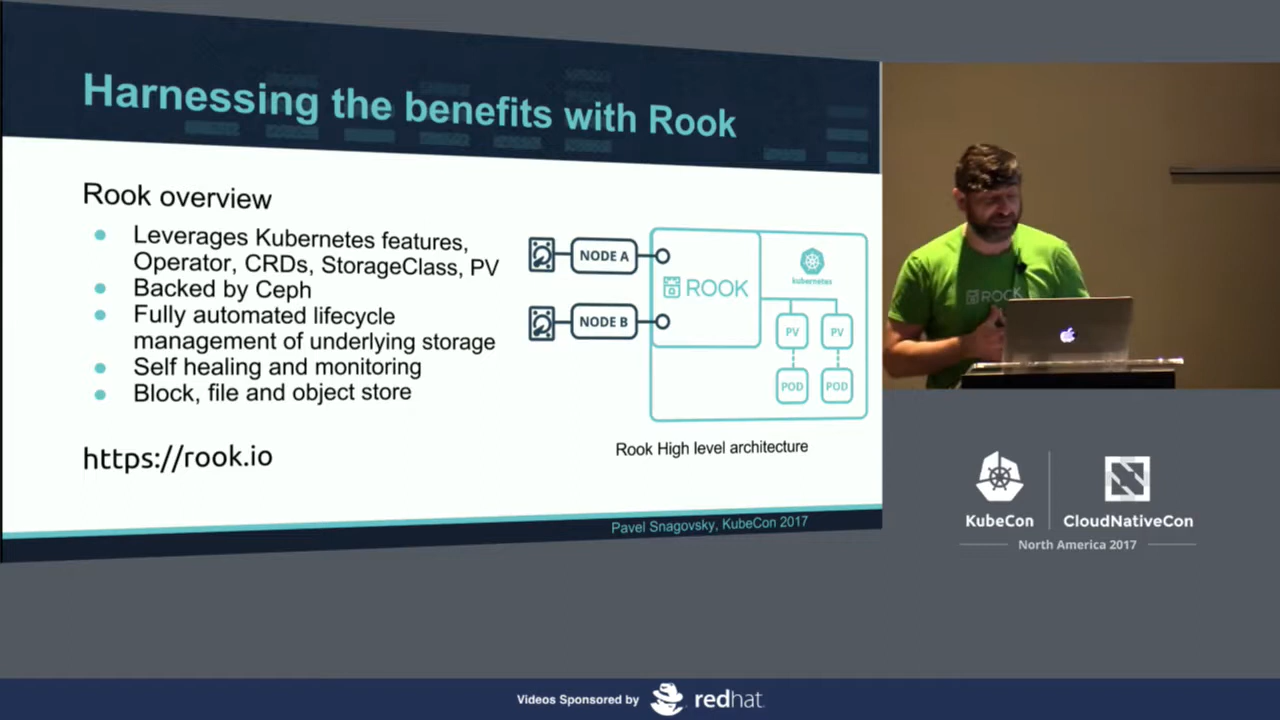 Harnessing the benefits with Rook
Rook overview
Leverages Kubernetes features,
Operator, CRDs, StorageClass, PV
Backed by Ceph
Fully automated lifecycle
management of underlying storage
Self healing and monitoring
Block, file and object store
https://rook.io
NODE A
NODE B
ROOK
kubernetes
PV
PV
POD
POD
Rook High level architecture
Pavel Snagovsky, KubeCon 2017
ROOK
KubeCon
CloudNativeCon
North America 2017
Videos Sponsored by
redhat.